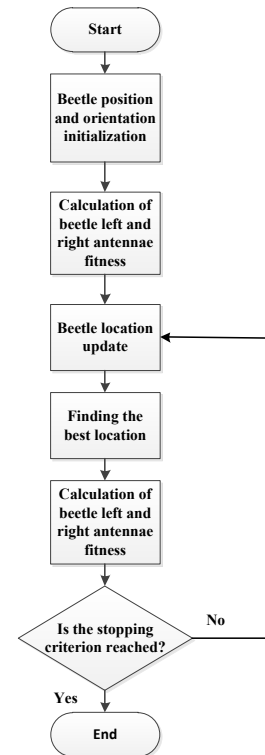 Start
Beetle position
and orientation
initialization
Calculation of
beetle left and
right antennae
fitness
Beetle location
update
Finding the
best location
Calculation of
beetle left and
right antennae
fitness
Is the stopping
criterion reached?
No
Yes
End